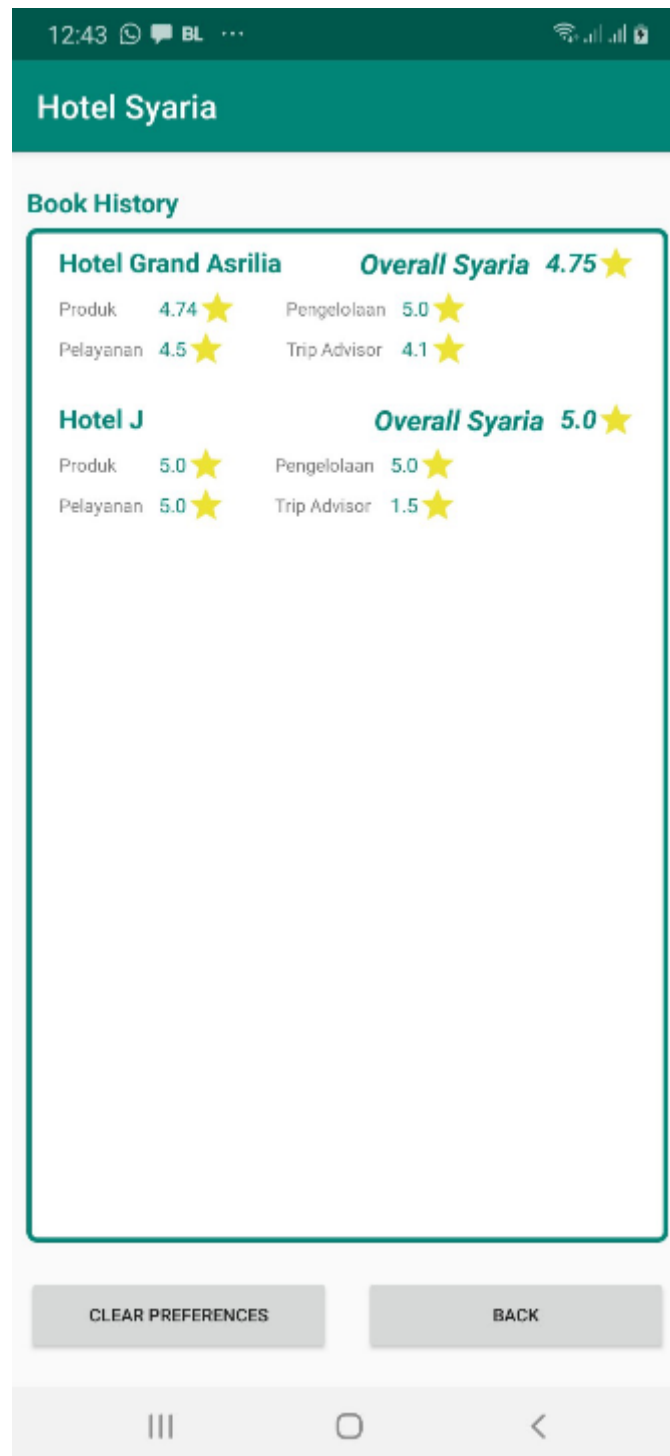 12:43 BL ...
Hotel Syaria
Book History
Hotel Grand Asrilia Overall Syaria 4.75
Produk 4.74 Pengelolaan 5.0
Pelayanan 4.5 Trip Advisor 4.1
Hotel J Overall Syaria 5.0
Produk 5.0 Pengelolaan 5.0
Pelayanan 5.0 Trip Advisor 1.5
CLEAR PREFERENCES BACK